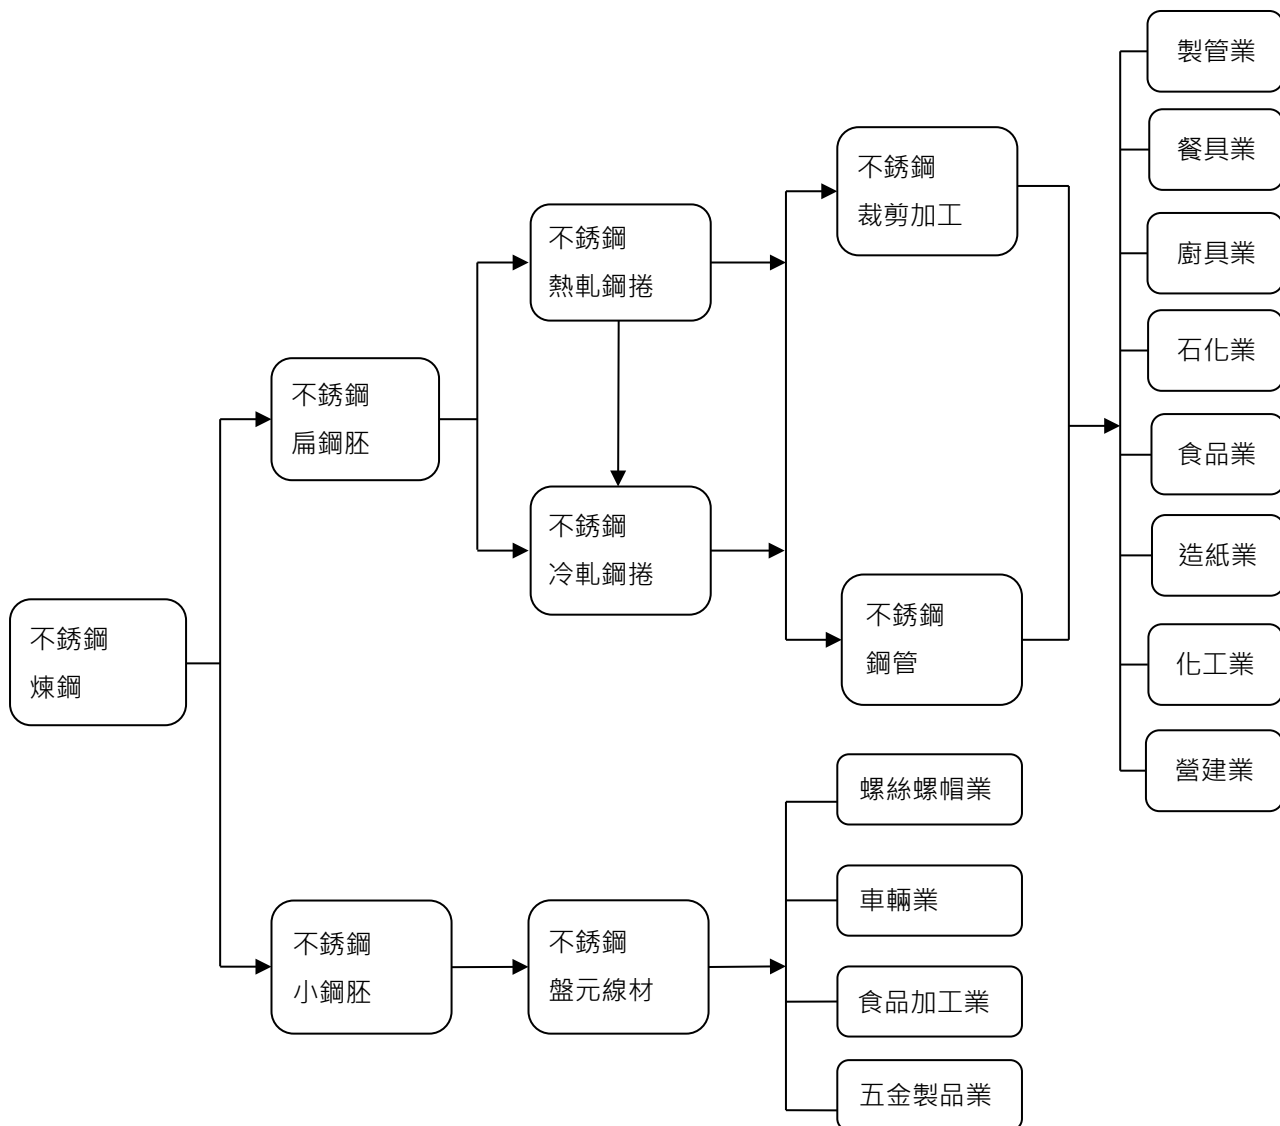 不銹鋼
煉鋼
不銹鋼
扁鋼胚
不銹鋼
小鋼胚
不銹鋼
熱軋鋼捲
不銹鋼
冷軋鋼捲
不銹鋼
盤元線材
不銹鋼
裁剪加工
不銹鋼
鋼管
螺絲螺帽業
車輛業
食品加工業
五金製品業
製管業
餐具業
廚具業
石化業
食品業
造紙業
化工業
營建業